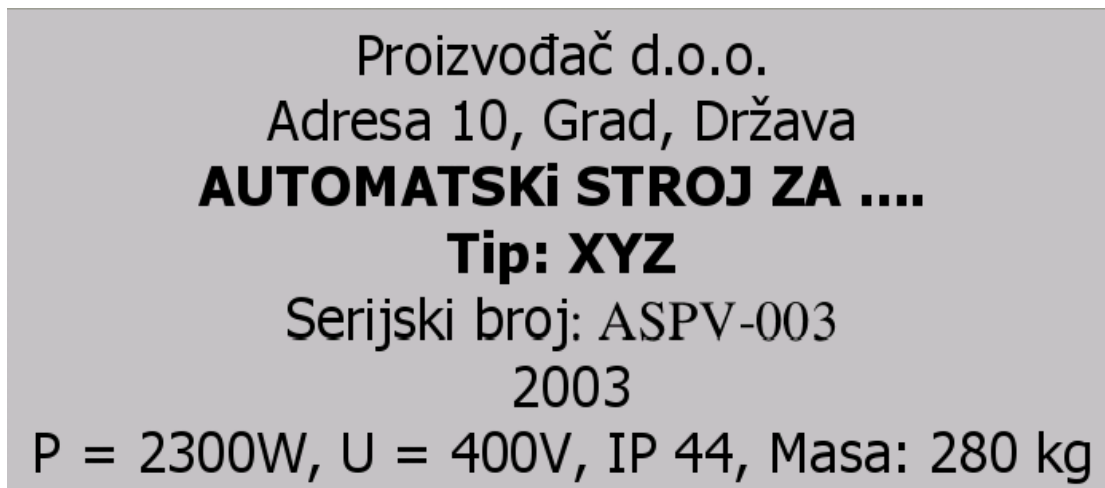 Proizvođač d.o.o.
Adresa 10, Grad, Država
AUTOMATSKi STROJ ZA ....
Tip: XYZ
Serijski broj: ASPV-003
2003
P = 2300W, U = 400V, IP 44, Masa: 280 kg